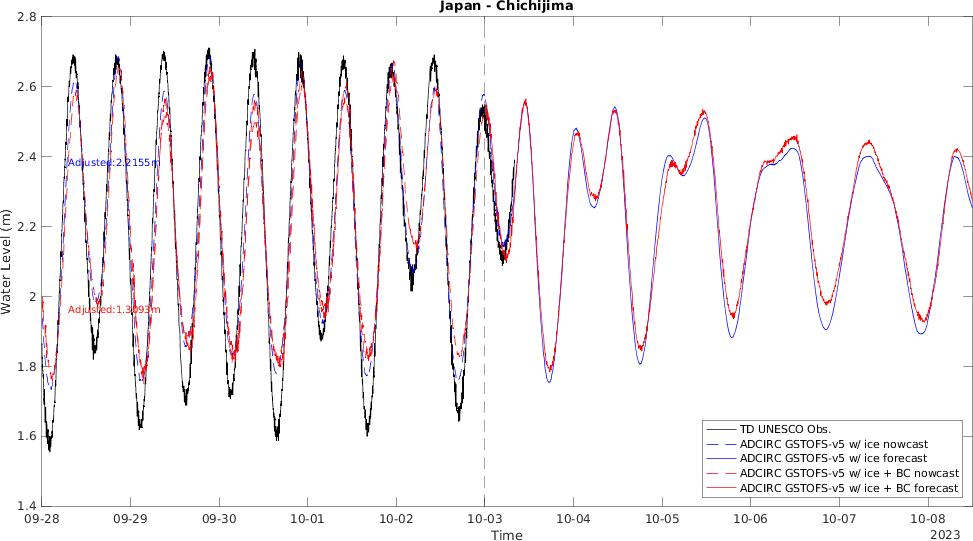 Japan - Chichijima
2.8
2.6
2.4
2.2
2
1.8
1.6
1.4
Water Level (m)
Adjusted:2.2155m
Adjusted:1.3093m
TD UNESCO Obs.
ADCIRC GSTOFS-v5 w/ ice nowcast
ADCIRC GSTOFS-v5 w/ ice forecast
ADCIRC GSTOFS-v5 w/ ice + BC nowcast
ADCIRC GSTOFS-v5 w/ ice + BC forecast
09-28 09-29 09-30 10-01 10-02 10-03 10-04 10-05 10-06 10-07 10-08
Time
2023